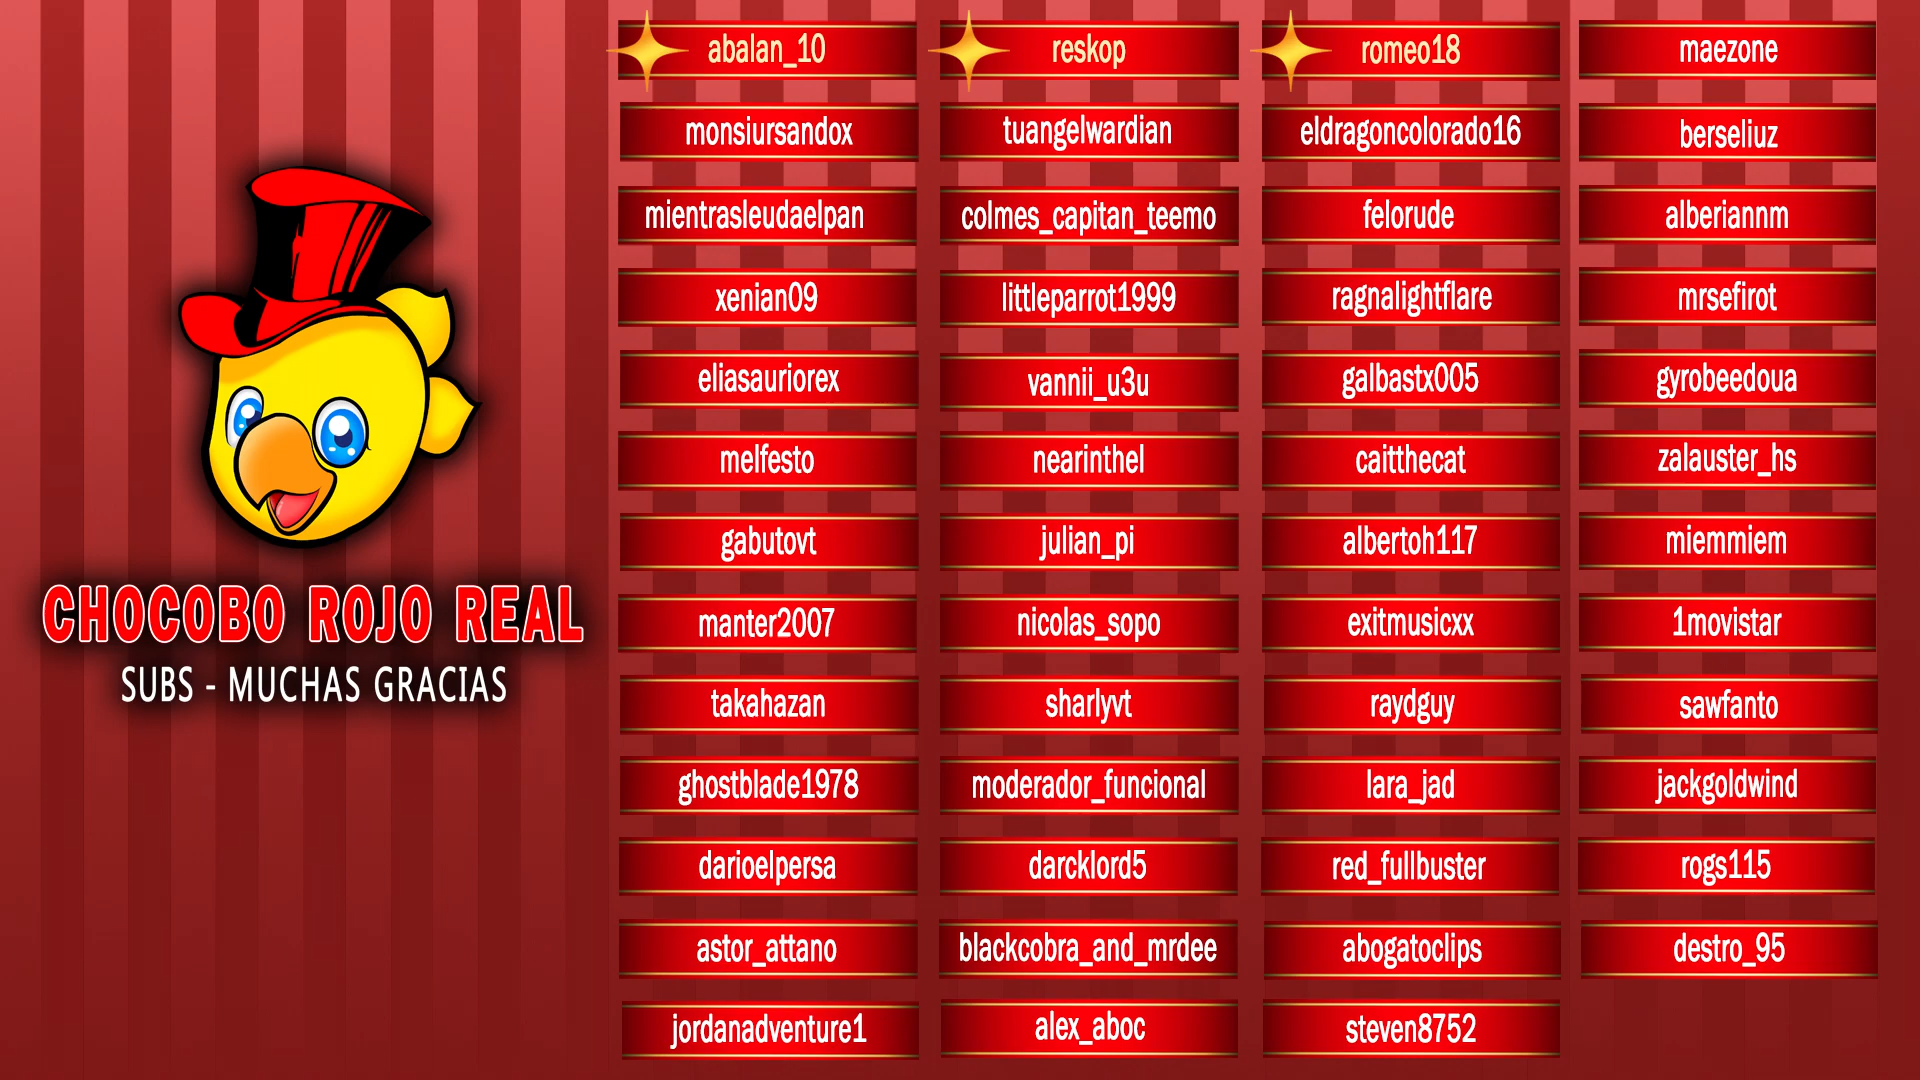 CHOCOBO ROJO REAL
SUBS - MUCHAS GRACIAS
abalan_10
monsiursandox
mientrasleudaelpan
xenian09
eliasauriorex
melfesto
gabutovt
manter2007
takahazan
ghostblade1978
darioelpersa
astor_attano
jordanadventure1
reskop
tuangelwardian
colmes_capitan_teemo
littleparrot1999
vannii_u3u
nearinthel
julian_pi
nicolas_sopo
sharlyvt
moderador_funcional
darcklord5
blackcobra_and_mrdee
alex_aboc
romeo18
eldragoncolorado16
felorude
ragnalightflare
galbastx005
caitthecat
albertoh117
exitmusicxx
raydguy
lara_jad
red_fullbuster
abogatoclips
steven8752
maezone
berseliuz
alberiannm
mrsefirot
gyrobeedoua
zalauster_hs
miemmiem
1movistar
sawfanto
jackgoldwind
rogs115
destro_95